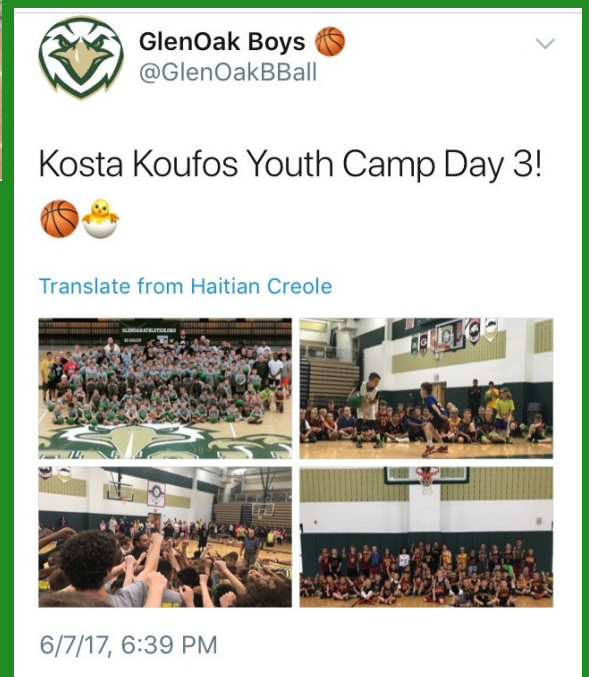 GlenOak Boys 🏀
@GlenOakBBall
Kosta Koufos Youth Camp Day 3!
🏀🐣
Translate from Haitian Creole
GLENOAKATHLETICS.ORG
6/7/17, 6:39 PM